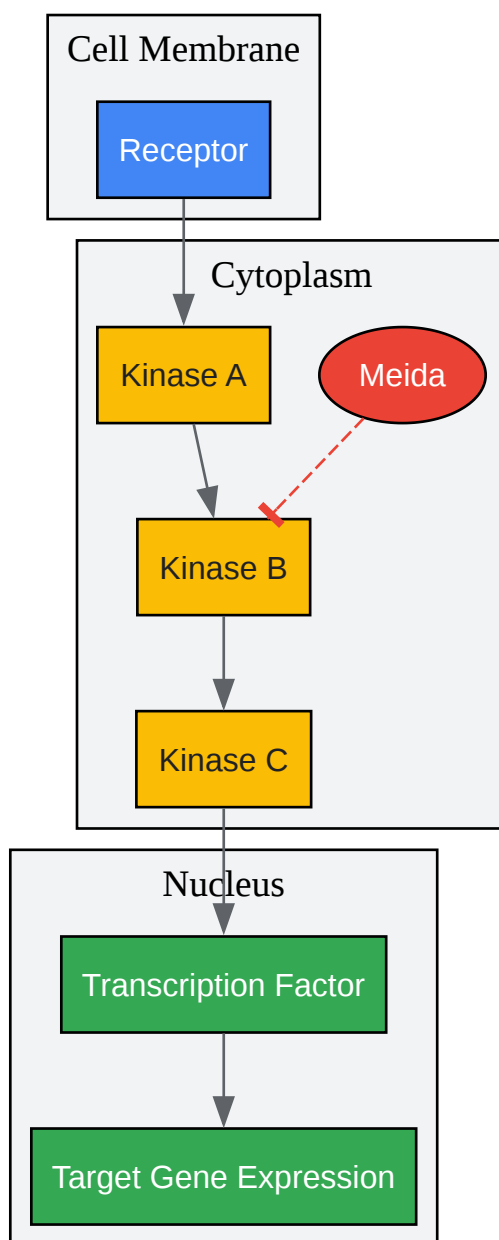 Cell Membrane
Receptor
Cytoplasm
Kinase A
Meida
Kinase B
Kinase C
Nucleus
Transcription Factor
Target Gene Expression